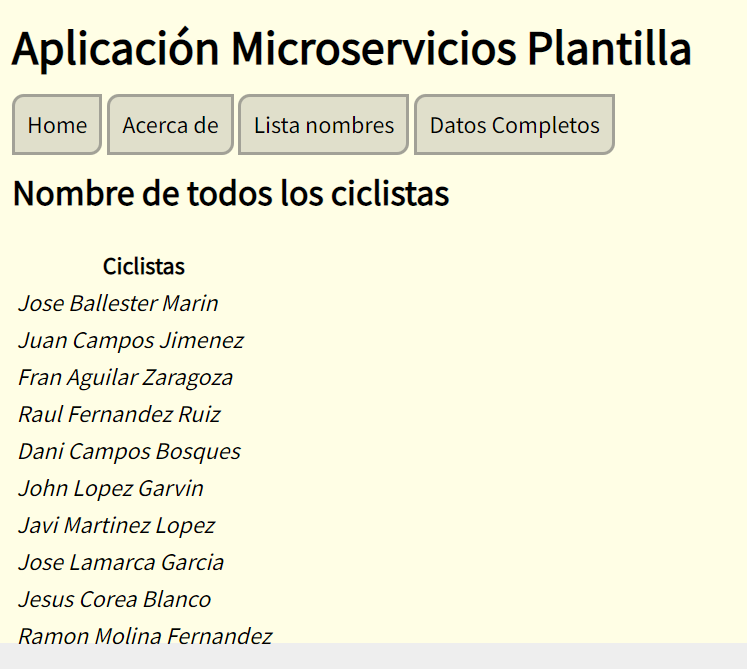 Aplicación Microservicios Plantilla
Home Acerca de Lista nombres Datos Completos
Nombre de todos los ciclistas
Ciclistas
Jose Ballester Marin
Juan Campos Jimenez
Fran Aguilar Zaragoza
Raul Fernandez Ruiz
Dani Campos Bosques
John Lopez Garvin
Javi Martinez Lopez
Jose Lamarca Garcia
Jesus Corea Blanco
Ramon Molina Fernandez